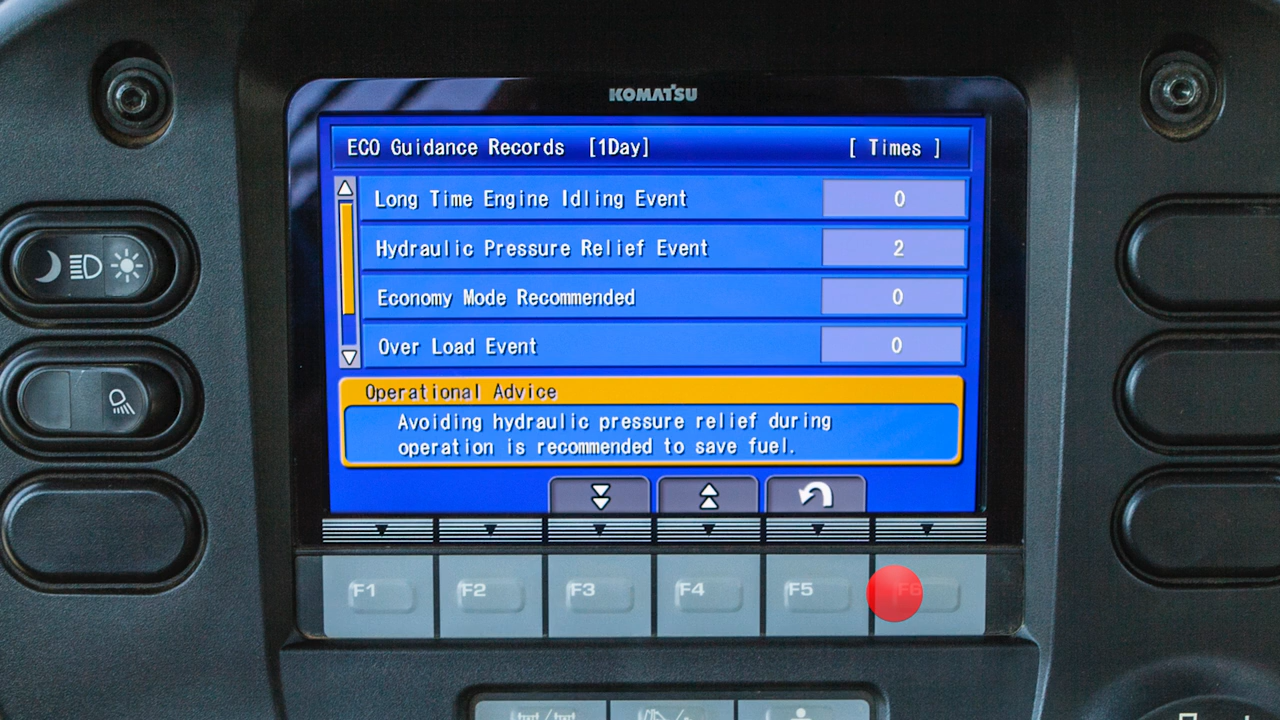 KOMATSU
ECO Guidance Records [1Day] [ Times ]
Long Time Engine Idling Event 0
Hydraulic Pressure Relief Event 2
Economy Mode Recommended 0
Over Load Event 0
Operational Advice
Avoiding hydraulic pressure relief during
operation is recommended to save fuel.
F1 F2 F3 F4 F5 F6